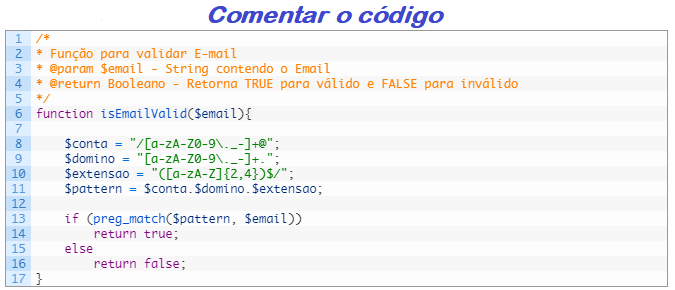 Comentar o código
1 /*
2 * Função para validar E-mail
3 * @param $email - String contendo o Email
4 * @return Booleano - Retorna TRUE para válido e FALSE para inválido
5 */
6 function isEmailValid($email){
7
8 $conta = "/[a-zA-Z0-9\._-]+@";
9 $domino = "[a-zA-Z0-9\._-]+.";
10 $extensao = "([a-zA-Z]{2,4})$/";
11 $pattern = $conta.$domino.$extensao;
12
13 if (preg_match($pattern, $email))
14 return true;
15 else
16 return false;
17 }